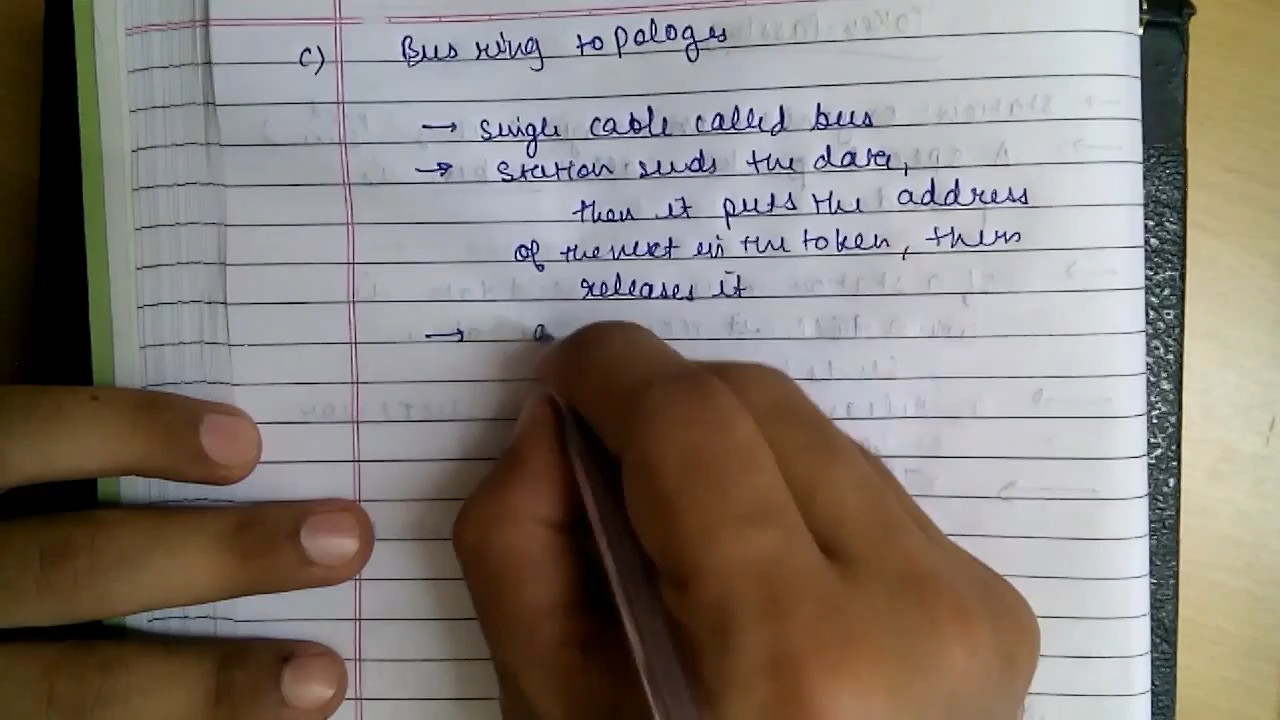 c) Bus ring topology
→ single cable called bus
→ station sends the data,
then it puts the address
of the next in the token, then
releases it
→ a